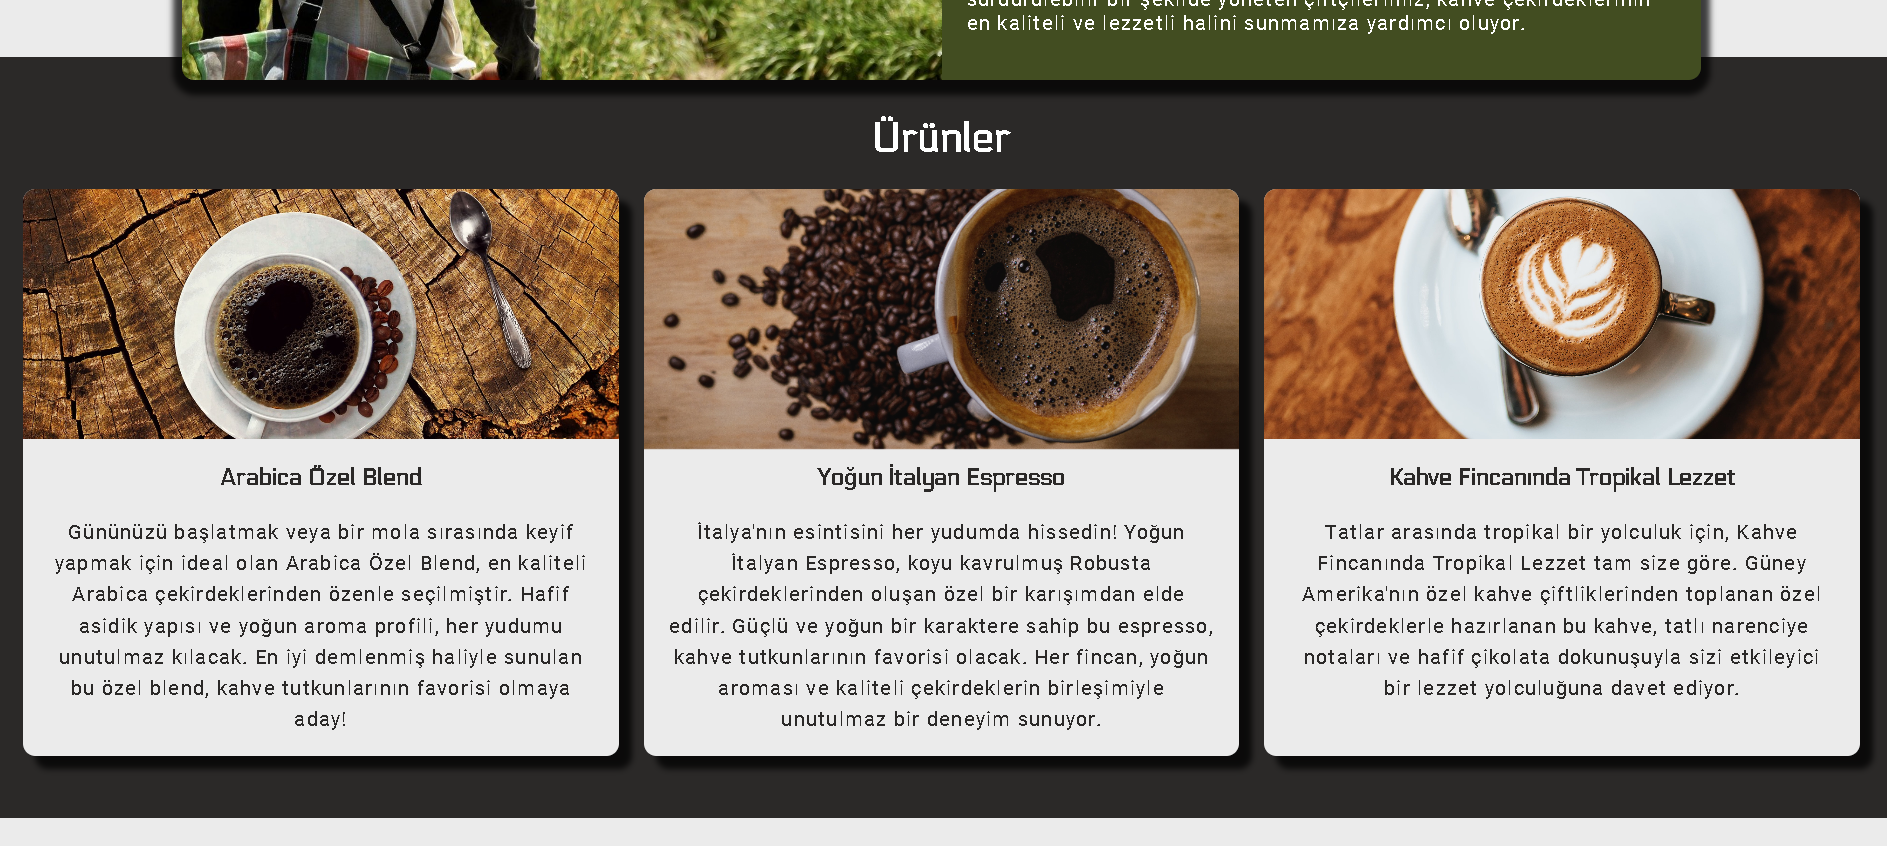 sürdürülebilir bir şekilde yöneten çiftçilerimiz, kahve çekirdeklerinin
en kaliteli ve lezzetli halini sunmamıza yardımcı oluyor.
Ürünler
Arabica Özel Blend
Gününüzü başlatmak veya bir mola sırasında keyif
yapmak için ideal olan Arabica Özel Blend, en kaliteli
Arabica çekirdeklerinden özenle seçilmiştir. Hafif
asidik yapısı ve yoğun aroma profili, her yudumu
unutulmaz kılacak. En iyi demlenmiş haliyle sunulan
bu özel blend, kahve tutkunlarının favorisi olmaya
aday!
Yoğun İtalyan Espresso
İtalya'nın esintisini her yudumda hissedin! Yoğun
İtalyan Espresso, koyu kavrulmuş Robusta
çekirdeklerinden oluşan özel bir karışımdan elde
edilir. Güçlü ve yoğun bir karaktere sahip bu espresso,
kahve tutkunlarının favorisi olacak. Her fincan, yoğun
aroması ve kaliteli çekirdeklerin birleşimiyle
unutulmaz bir deneyim sunuyor.
Kahve Fincanında Tropikal Lezzet
Tatlar arasında tropikal bir yolculuk için, Kahve
Fincanında Tropikal Lezzet tam size göre. Güney
Amerika'nın özel kahve çiftliklerinden toplanan özel
çekirdeklerle hazırlanan bu kahve, tatlı narenciye
notaları ve hafif çikolata dokunuşuyla sizi etkileyici
bir lezzet yolculuğuna davet ediyor.